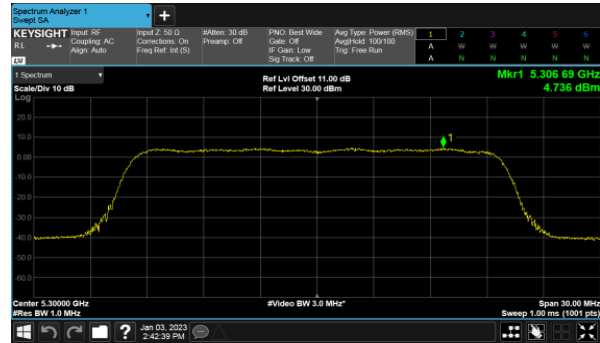 Spectrum Analyzer 1
Swept SA
KEYSIGHT
R L
Input: RF
Coupling: AC
Align: Auto
Input Z: 50 Ω
Corrections: On
Freq Ref: Int (S)
#Atten: 30 dB
Preamp: Off
PNO: Best Wide
Gate: Off
IF Gain: Low
Sig Track: Off
Avg Type: Power (RMS)
Avg|Hold: 100/100
Trig: Free Run
1 2 3 4 5 6
A W W W W W
A N N N N N
1 Spectrum
Scale/Div 10 dB
Log
Ref Lvl Offset 11.00 dB
Ref Level 30.00 dBm
Mkr1 5.306 69 GHz
4.736 dBm
20.0
10.0
0.00
-10.0
-20.0
-30.0
-40.0
-50.0
-60.0
1
Center 5.30000 GHz
#Res BW 1.0 MHz
#Video BW 3.0 MHz*
Span 30.00 MHz
Sweep 1.00 ms (1001 pts)
?
Jan 03, 2023
2:42:39 PM